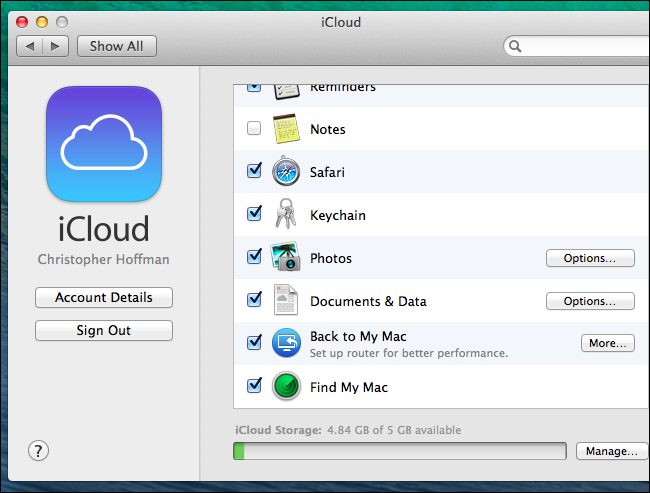 iCloud
Show All
Reminders
Notes
Safari
Keychain
Photos
Options...
Documents & Data
Options...
Back to My Mac
Set up router for better performance.
More...
Find My Mac
iCloud
Christopher Hoffman
Account Details
Sign Out
iCloud Storage: 4.84 GB of 5 GB available
?
Manage...